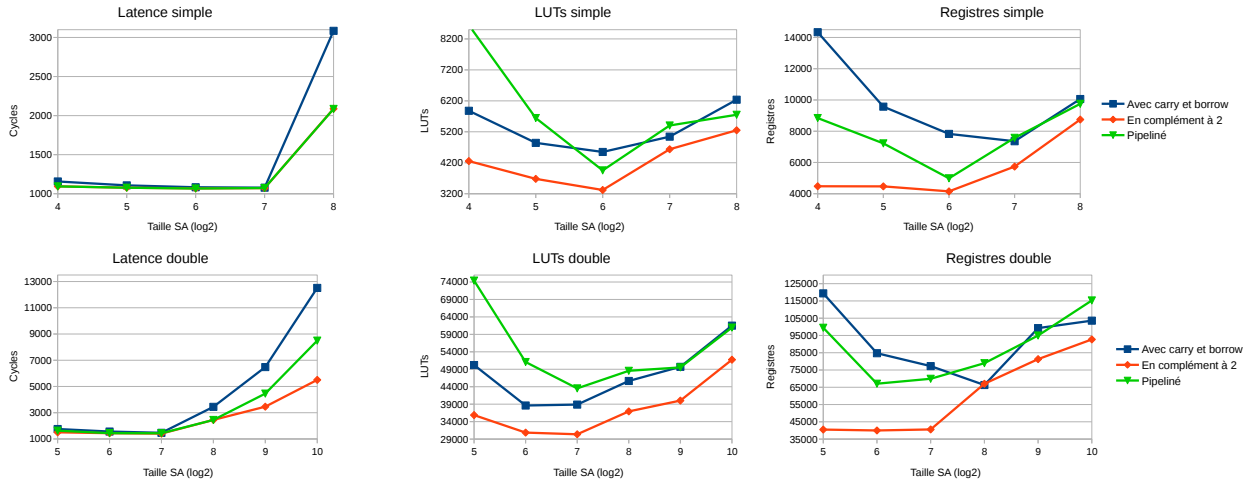 Latence simple
Cycles
3000
2500
2000
1500
1000
4 5 6 7 8
Taille SA (log2)
LUTs simple
LUTs
8200
7200
6200
5200
4200
3200
4 5 6 7 8
Taille SA (log2)
Registres simple
Registres
14000
12000
10000
8000
6000
4000
4 5 6 7 8
Taille SA (log2)
Avec carry et borrow
En complément à 2
Pipeliné
Latence double
Cycles
13000
11000
9000
7000
5000
3000
1000
5 6 7 8 9 10
Taille SA (log2)
LUTs double
LUTs
74000
69000
64000
59000
54000
49000
44000
39000
34000
29000
5 6 7 8 9 10
Taille SA (log2)
Registres double
Registres
125000
115000
105000
95000
85000
75000
65000
55000
45000
35000
5 6 7 8 9 10
Taille SA (log2)
Avec carry et borrow
En complément à 2
Pipeliné